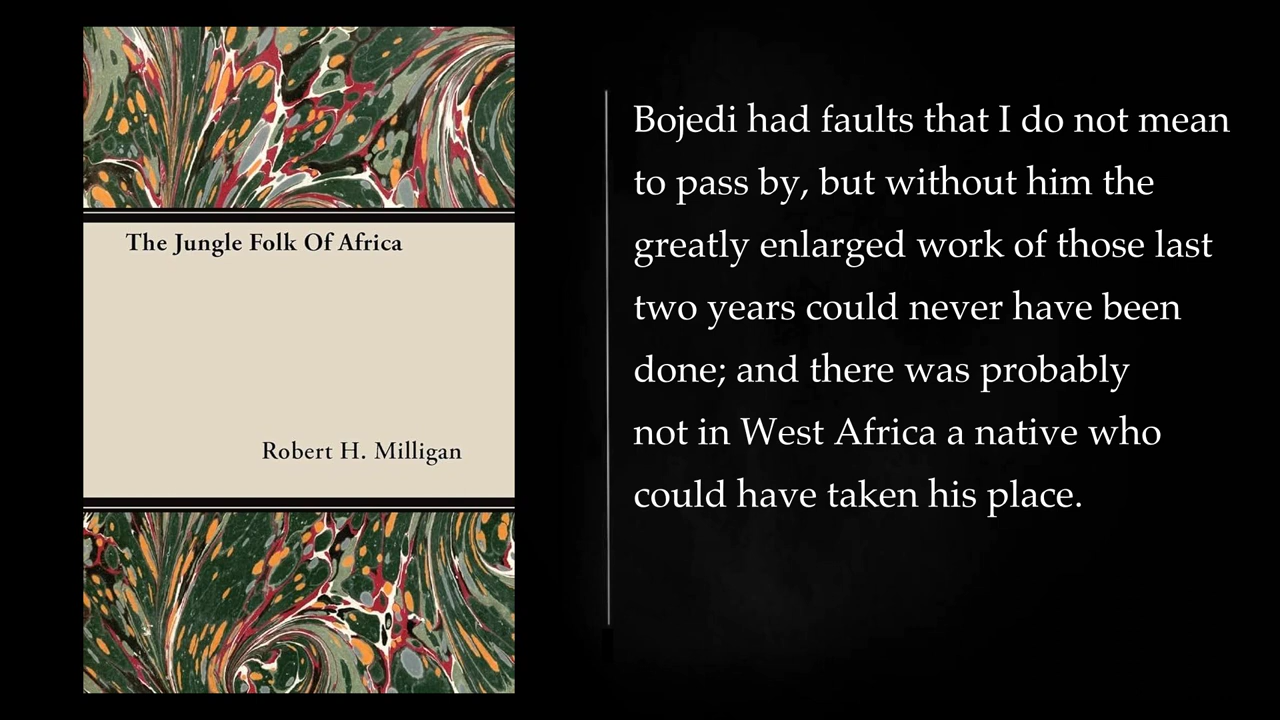 The Jungle Folk Of Africa
Robert H. Milligan
Bojedi had faults that I do not mean
to pass by, but without him the
greatly enlarged work of those last
two years could never have been
done; and there was probably
not in West Africa a native who
could have taken his place.